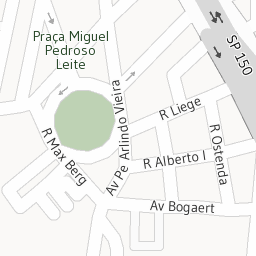 Praça Miguel
Pedroso
Leite
SP 150
R Liege
Av Pe Arlindo Vieira
R Max Berg
R Alberto I
R Ostenda
Av Bogaert